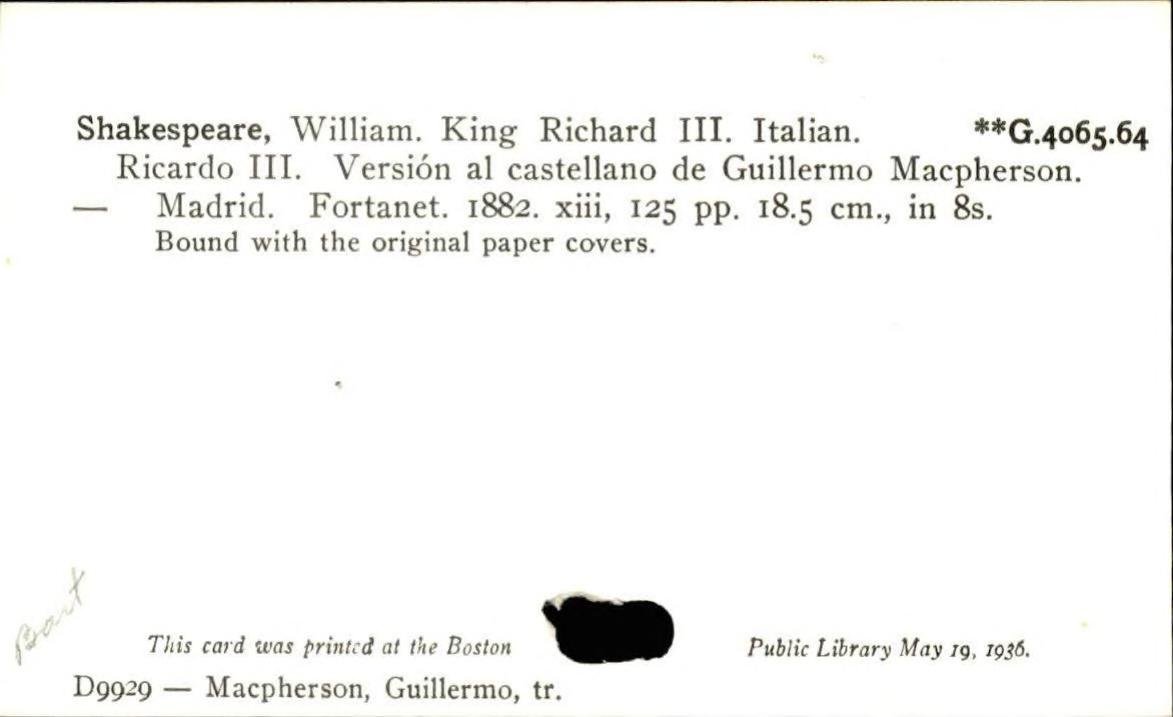 Shakespeare, William. King Richard III. Italian. **G.4065.64
Ricardo III. Versión al castellano de Guillermo Macpherson.
— Madrid. Fortanet. 1882. xiii, 125 pp. 18.5 cm., in 8s.
Bound with the original paper covers.
Bart
This card was printed at the Boston Public Library May 19, 1936.
D9929 — Macpherson, Guillermo, tr.